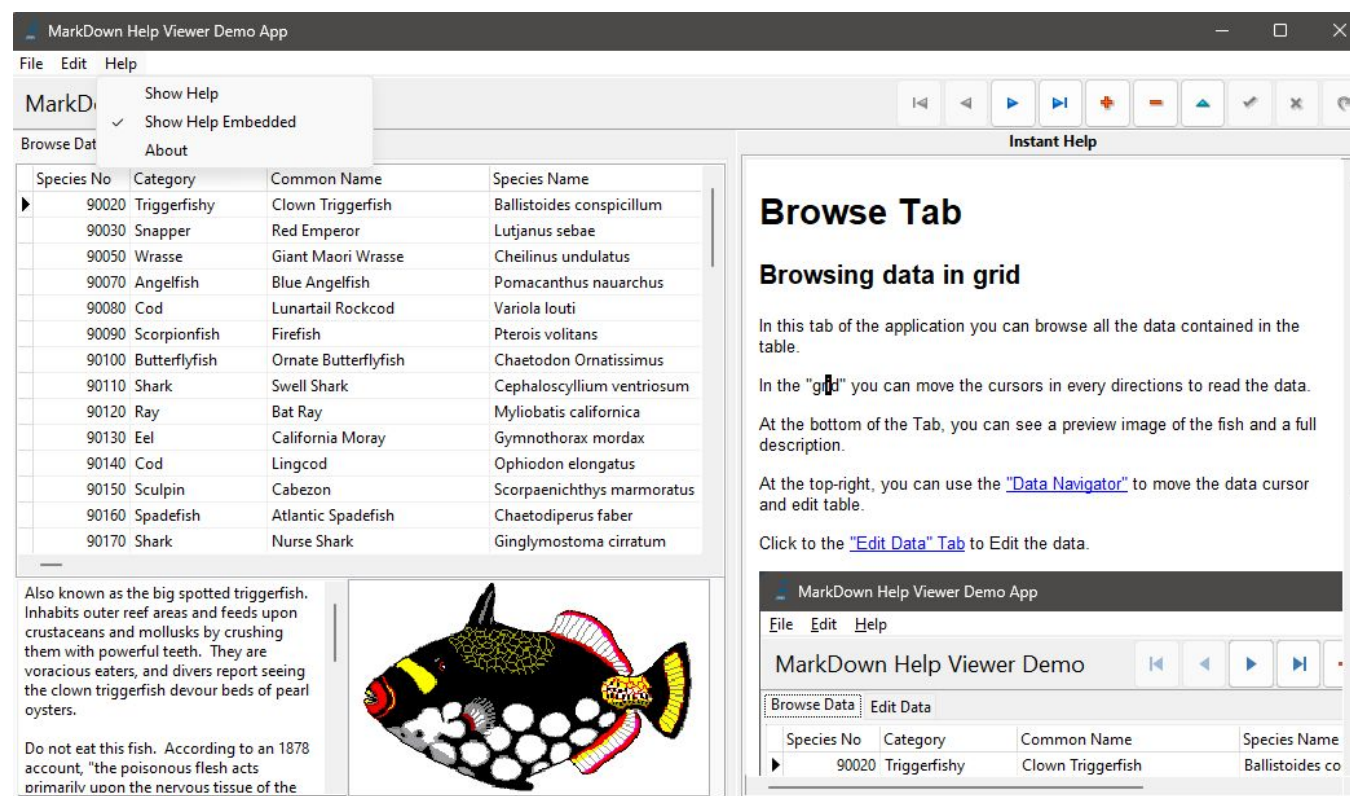 MarkDown Help Viewer Demo App
File Edit Help
MarkD
Show Help
Show Help Embedded
About
Browse Dat
Instant Help
Species No Category Common Name Species Name
90020 Triggerfishy Clown Triggerfish Ballistoides conspicillum
90030 Snapper Red Emperor Lutjanus sebae
90050 Wrasse Giant Maori Wrasse Cheilinus undulatus
90070 Angelfish Blue Angelfish Pomacanthus nauarchus
90080 Cod Lunartail Rockcod Variola louti
90090 Scorpionfish Firefish Pterois volitans
90100 Butterflyfish Ornate Butterflyfish Chaetodon Ornatissimus
90110 Shark Swell Shark Cephaloscyllium ventriosum
90120 Ray Bat Ray Myliobatis californica
90130 Eel California Moray Gymnothorax mordax
90140 Cod Lingcod Ophiodon elongatus
90150 Sculpin Cabezon Scorpaenichthys marmoratus
90160 Spadefish Atlantic Spadefish Chaetodiperus faber
90170 Shark Nurse Shark Ginglymostoma cirratum
Also known as the big spotted triggerfish.
Inhabits outer reef areas and feeds upon
crustaceans and mollusks by crushing
them with powerful teeth. They are
voracious eaters, and divers report seeing
the clown triggerfish devour beds of pearl
oysters.
Do not eat this fish. According to an 1878
account, "the poisonous flesh acts
primarily upon the nervous tissue of the
Browse Tab
Browsing data in grid
In this tab of the application you can browse all the data contained in the
table.
In the "grid" you can move the cursors in every directions to read the data.
At the bottom of the Tab, you can see a preview image of the fish and a full
description.
At the top-right, you can use the "Data Navigator" to move the data cursor
and edit table.
Click to the "Edit Data" Tab to Edit the data.
MarkDown Help Viewer Demo App
File Edit Help
MarkDown Help Viewer Demo
Browse Data Edit Data
Species No Category Common Name Species Name
90020 Triggerfishy Clown Triggerfish Ballistoides co